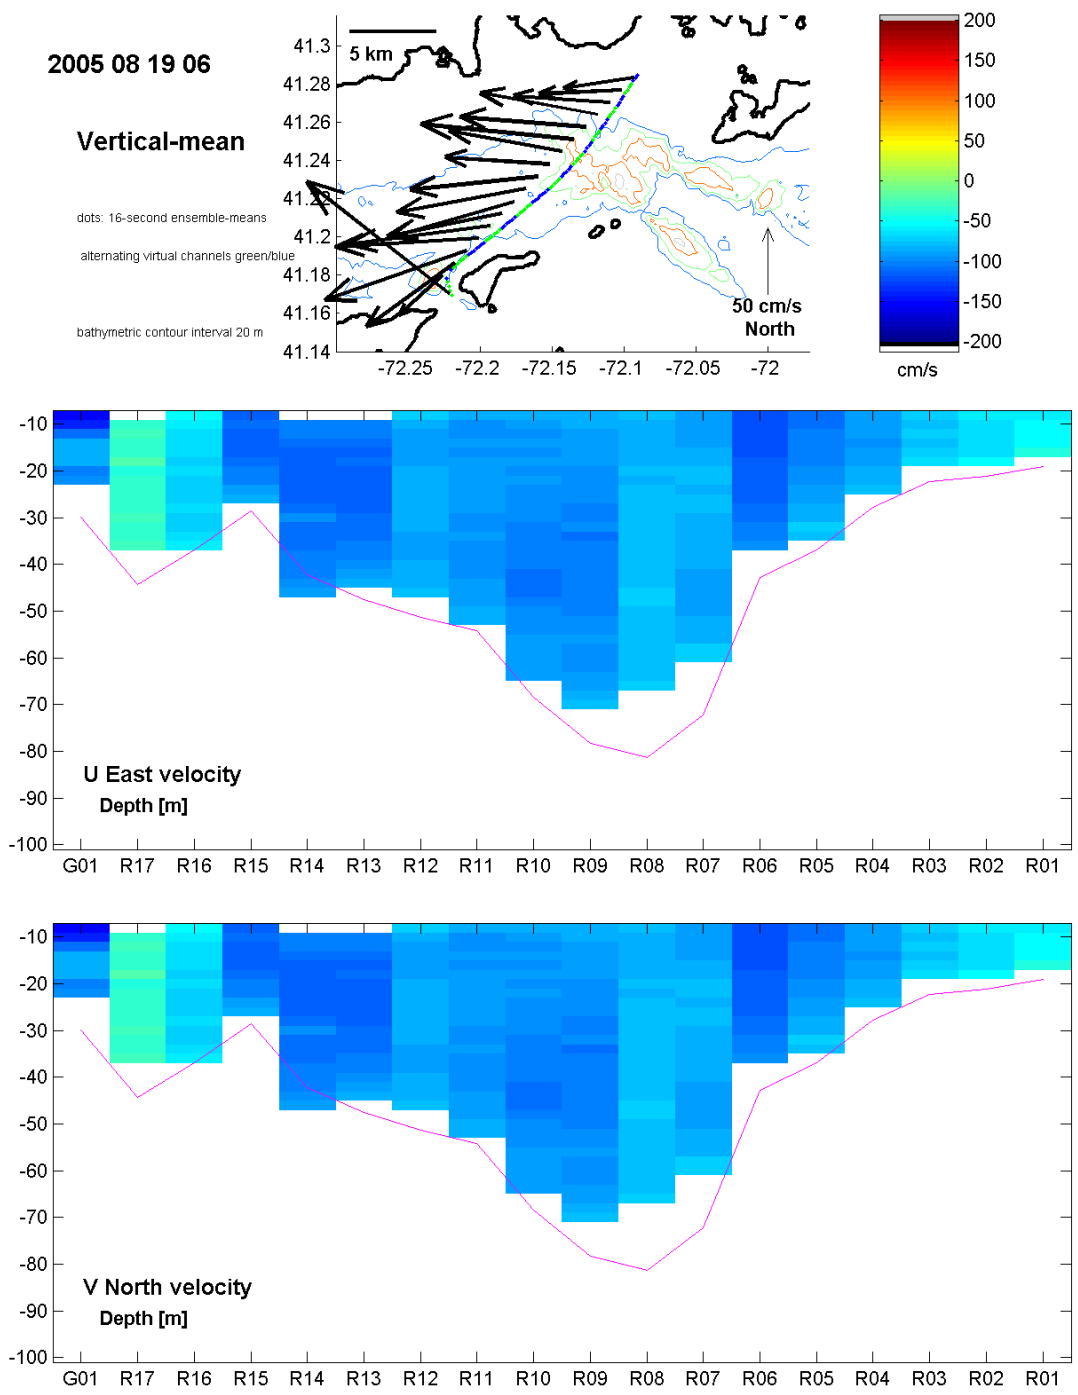 2005 08 19 06
Vertical-mean
dots: 16-second ensemble-means
alternating virtual channels green/blue
bathymetric contour interval 20 m
41.3
41.28
41.26
41.24
41.22
41.2
41.18
41.16
41.14
5 km
50 cm/s
North
-72.25 -72.2 -72.15 -72.1 -72.05 -72
200
150
100
50
0
-50
-100
-150
-200
cm/s
-10
-20
-30
-40
-50
-60
-70
-80
-90
-100
U East velocity
Depth [m]
G01 R17 R16 R15 R14 R13 R12 R11 R10 R09 R08 R07 R06 R05 R04 R03 R02 R01
-10
-20
-30
-40
-50
-60
-70
-80
-90
-100
V North velocity
Depth [m]
G01 R17 R16 R15 R14 R13 R12 R11 R10 R09 R08 R07 R06 R05 R04 R03 R02 R01